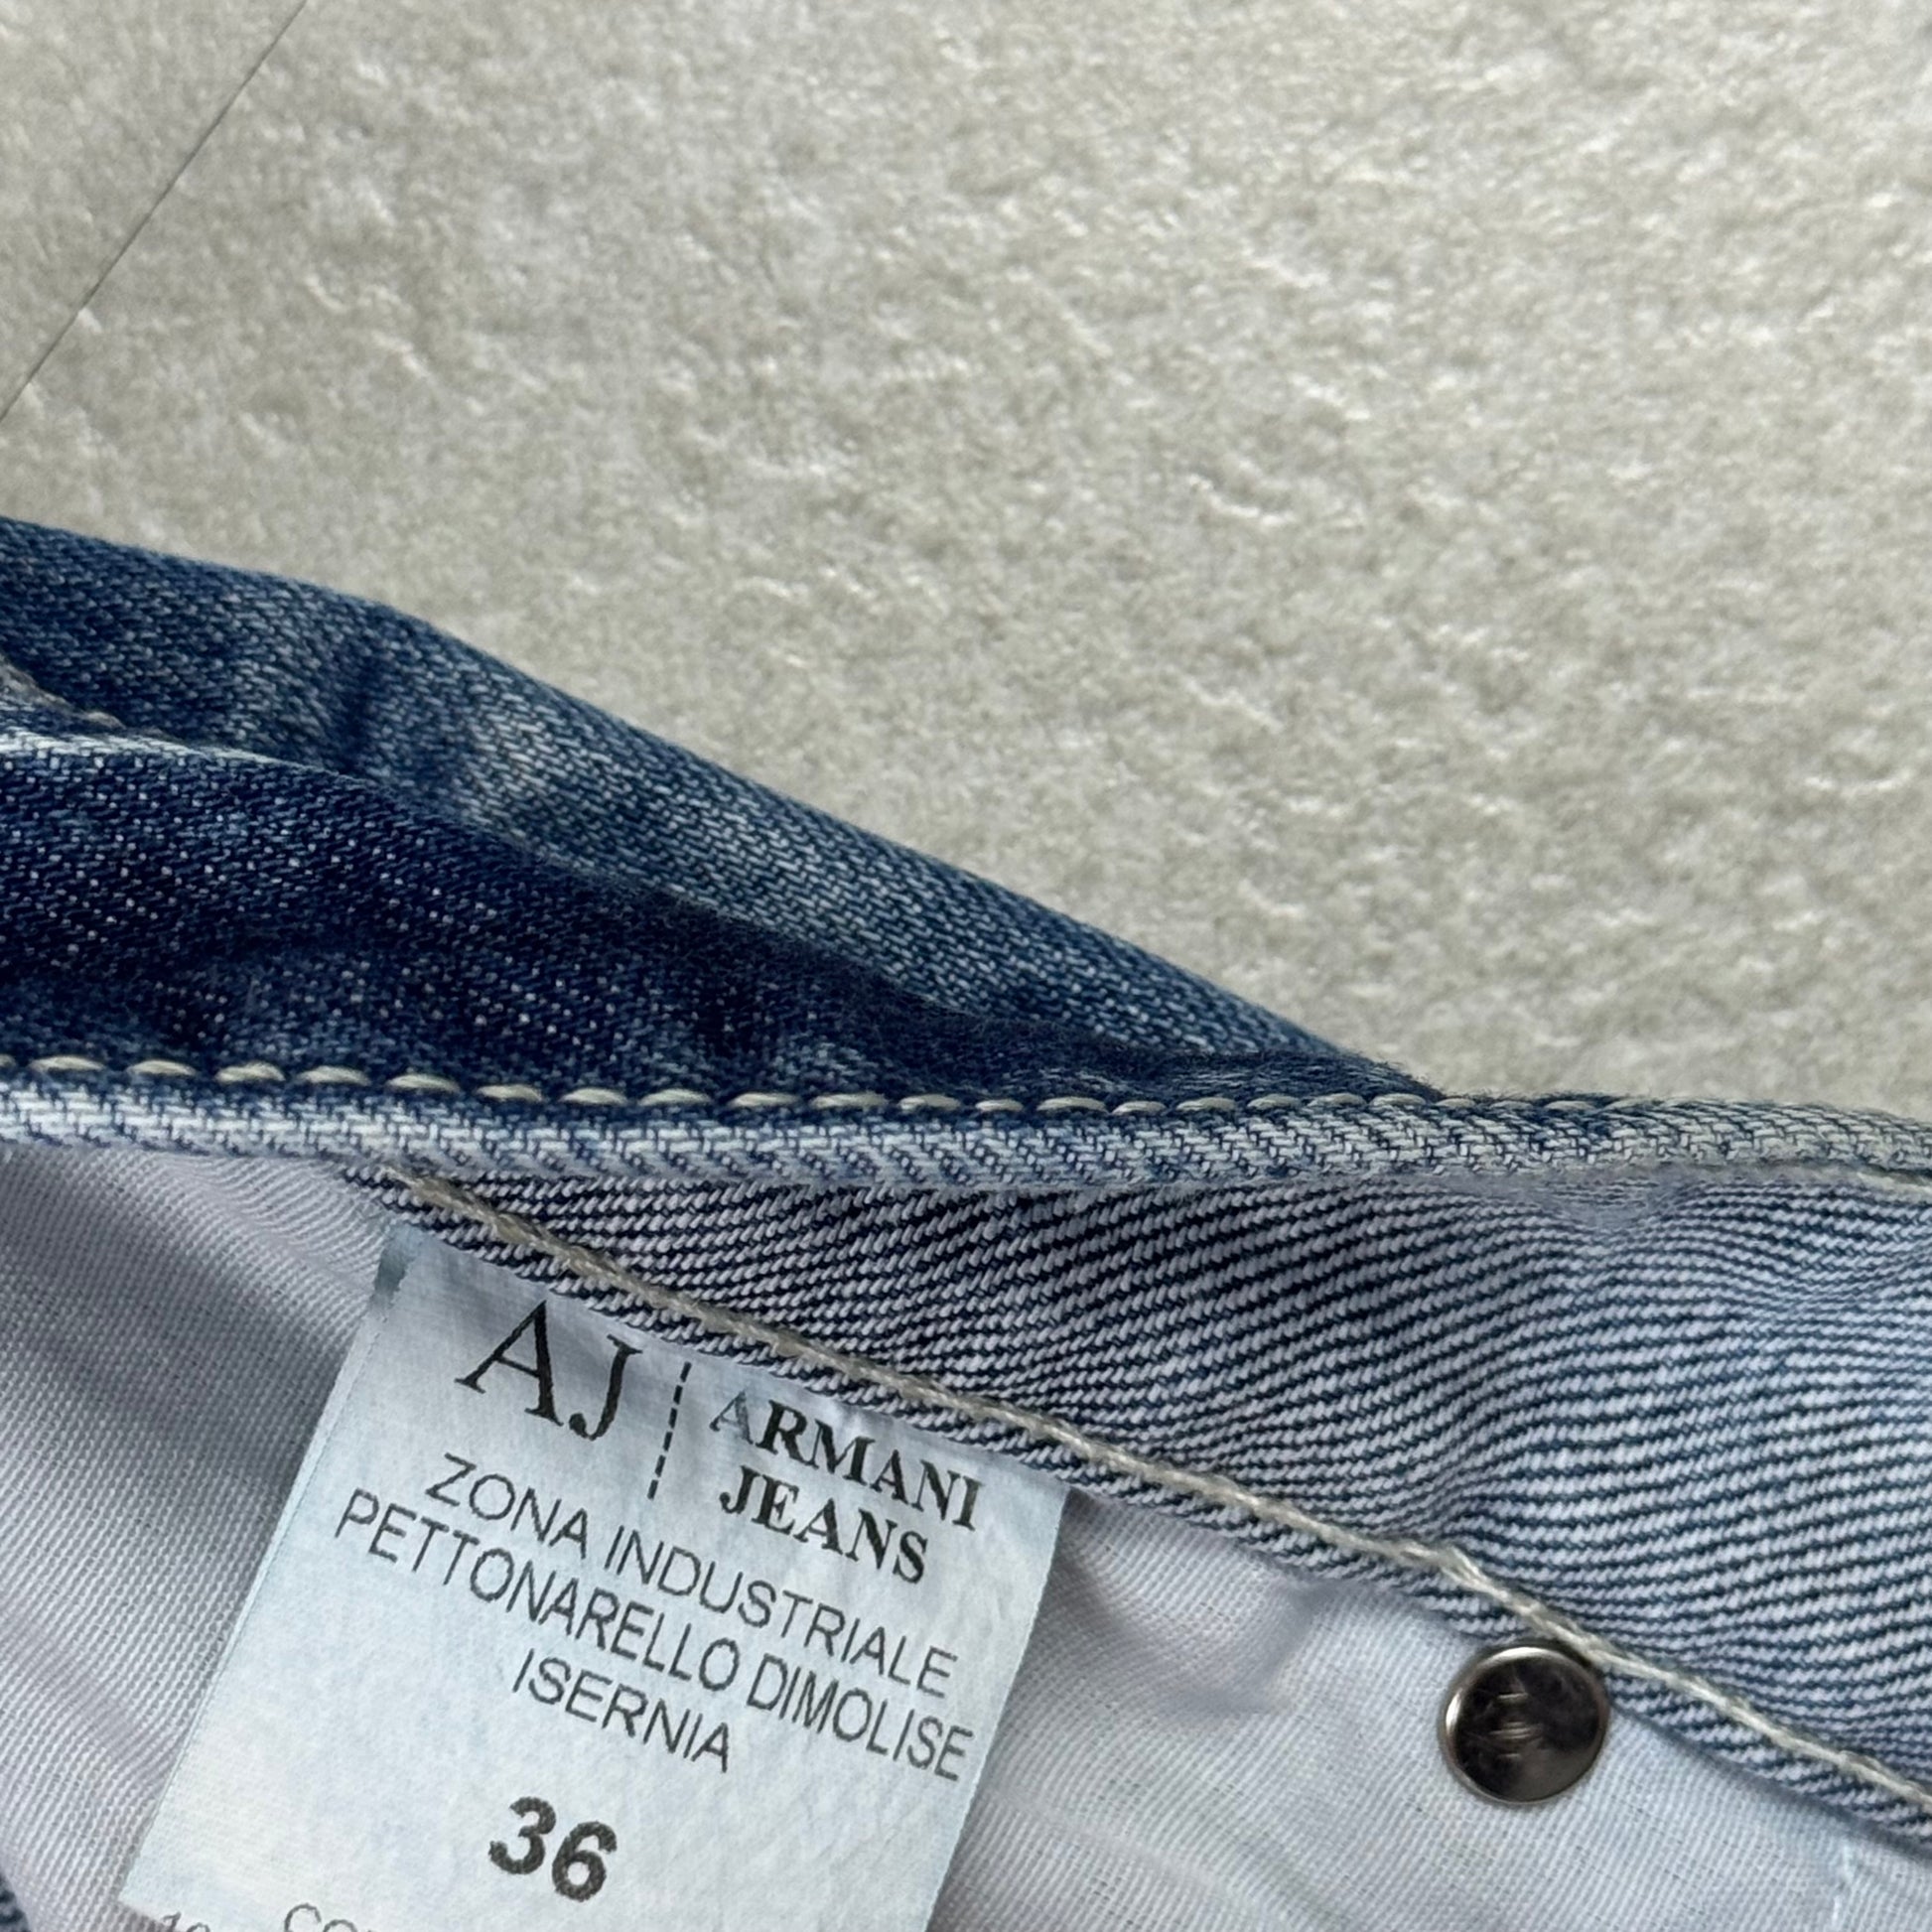 AJ ARMANI
JEANS
ZONA INDUSTRIALE
PETTONARELLO DIMOLISE
ISERNIA
36